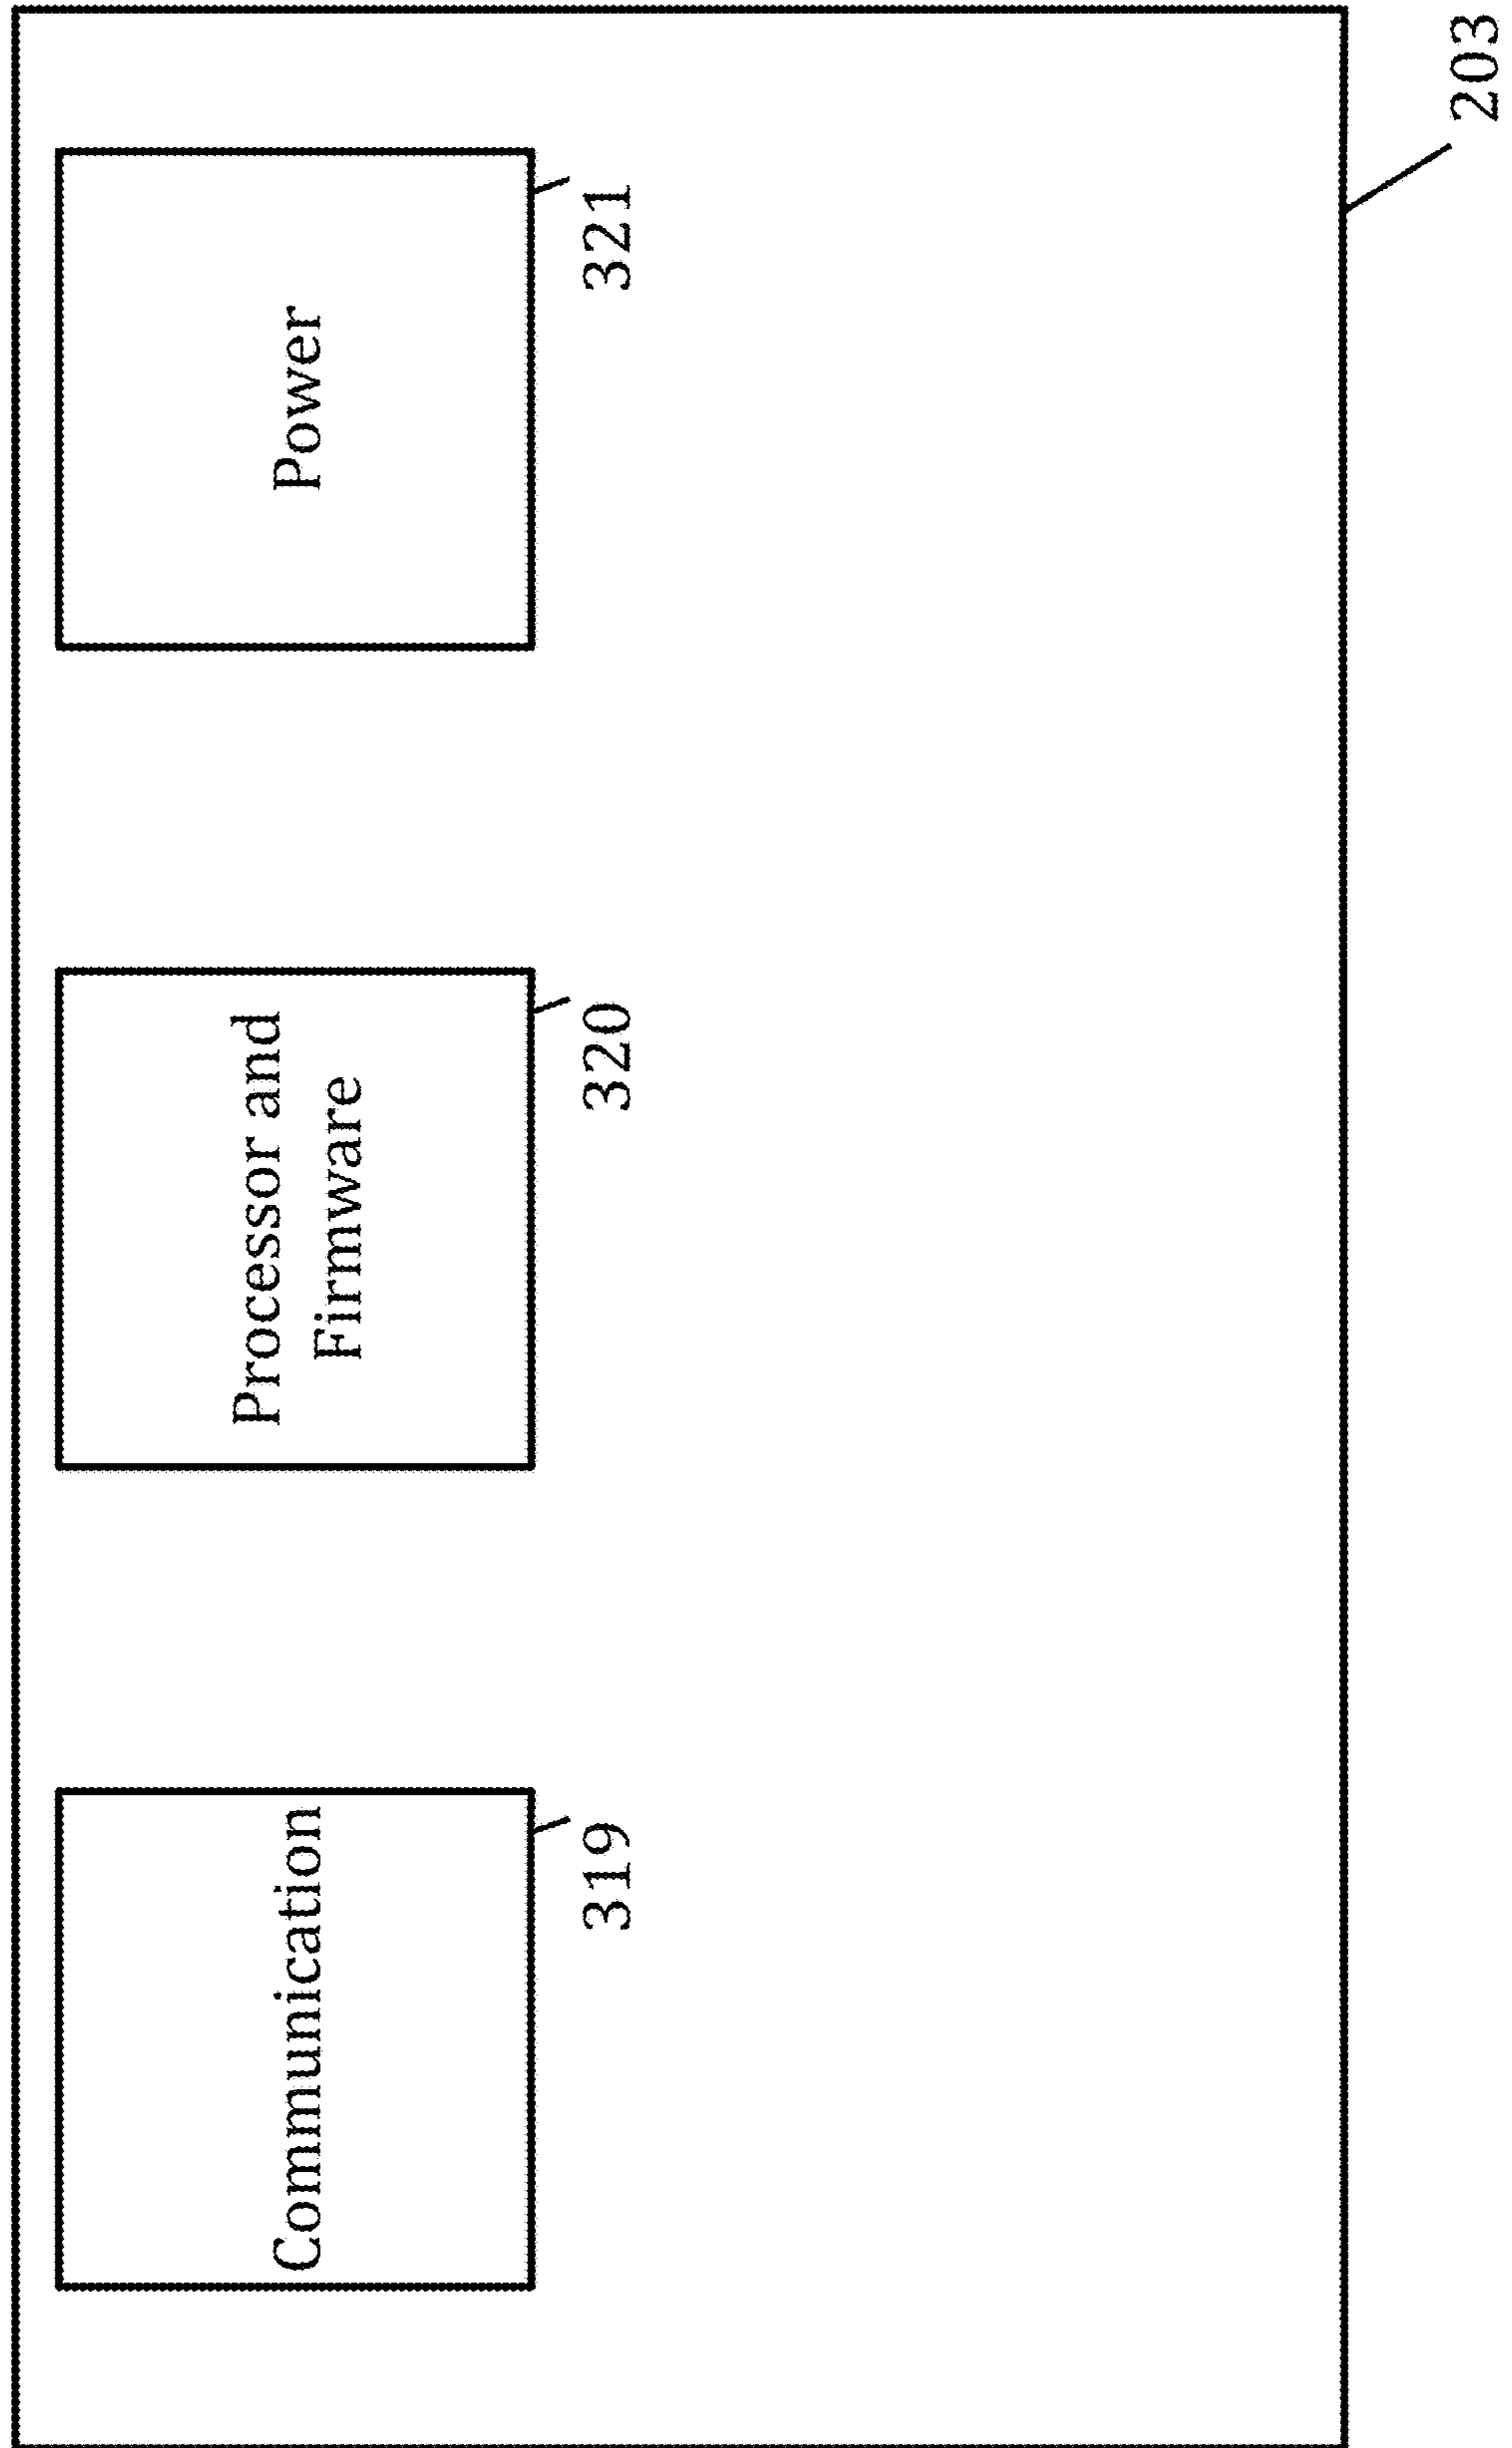 Communication
319
Processor and
Firmware
320
Power
321
203